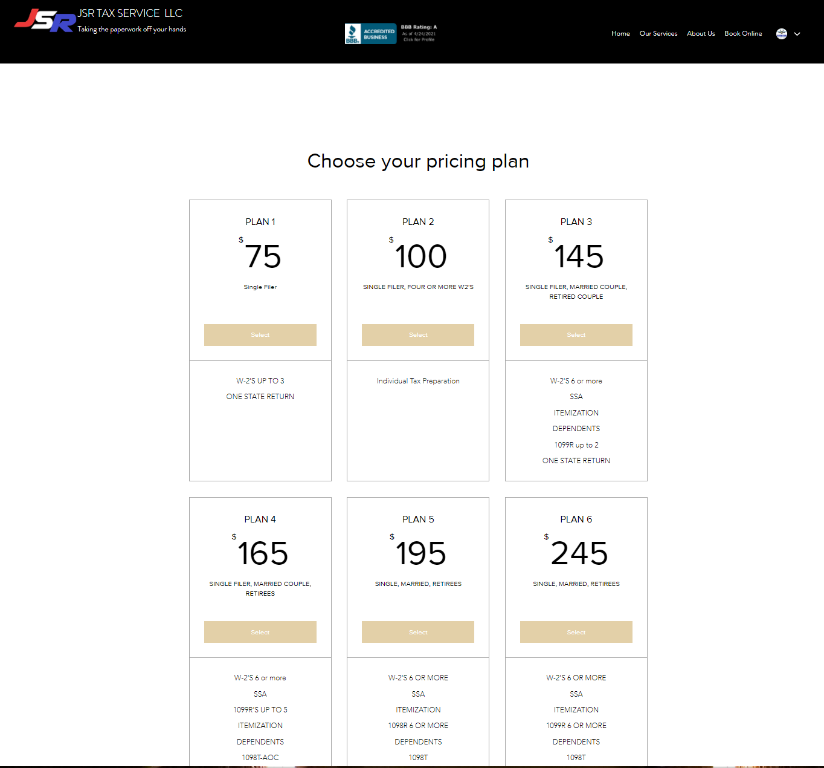 JSR
JSR TAX SERVICE LLC
Taking the paperwork off your hands
BBB
ACCREDITED
BUSINESS
BBB Rating: A
As of 1/24/2021
Click for Profile
Home
Our Services
About Us
Book Online
Choose your pricing plan
PLAN 1
$75
Single Filer
Select
W-2'S UP TO 3
ONE STATE RETURN
PLAN 2
$100
SINGLE FILER, FOUR OR MORE W2'S
Select
Individual Tax Preparation
PLAN 3
$145
SINGLE FILER, MARRIED COUPLE,
RETIRED COUPLE
Select
W-2'S 6 or more
SSA
ITEMIZATION
DEPENDENTS
1099R up to 2
ONE STATE RETURN
PLAN 4
$165
SINGLE FILER, MARRIED COUPLE,
RETIREES
Select
W-2'S 6 or more
SSA
1099R'S UP TO 5
ITEMIZATION
DEPENDENTS
1098T-AOC
PLAN 5
$195
SINGLE, MARRIED, RETIREES
Select
W-2'S 6 OR MORE
SSA
ITEMIZATION
1098R 6 OR MORE
DEPENDENTS
1098T
PLAN 6
$245
SINGLE, MARRIED, RETIREES
Select
W-2'S 6 OR MORE
SSA
ITEMIZATION
1099R 6 OR MORE
DEPENDENTS
1098T